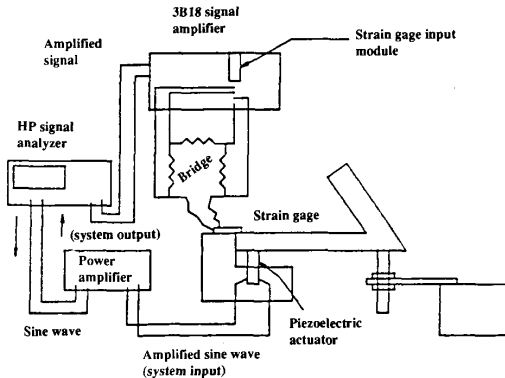 3B18 signal
amplifier
Amplified
signal
Strain gage input
module
HP signal
analyzer
Bridge
Strain gage
(system output)
Power
amplifier
Sine wave
Piezoelectric
actuator
Amplified sine wave
(system input)